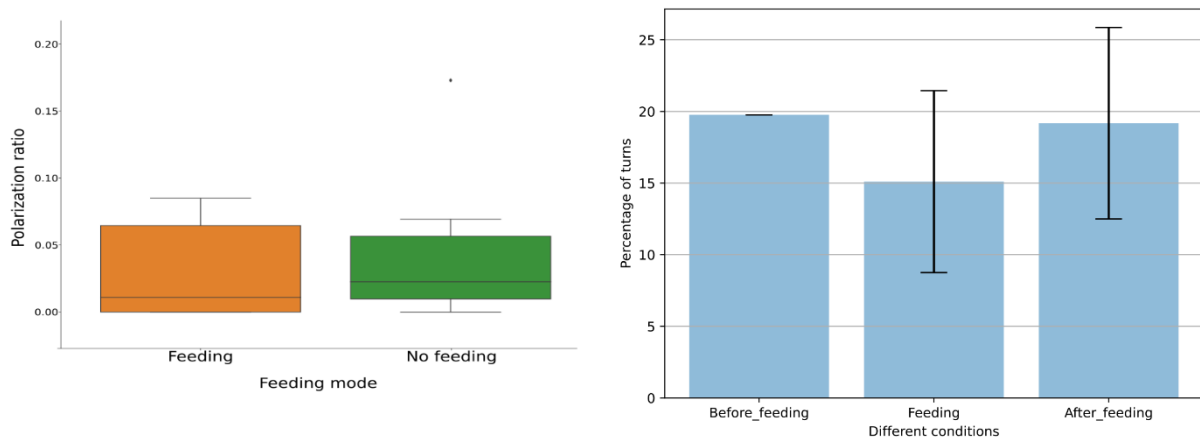 0.20
0.15
0.10
0.05
0.00
Polarization ratio
Feeding
No feeding
Feeding mode
25
20
15
10
5
0
Percentage of turns
Before_feeding
Feeding
After_feeding
Different conditions